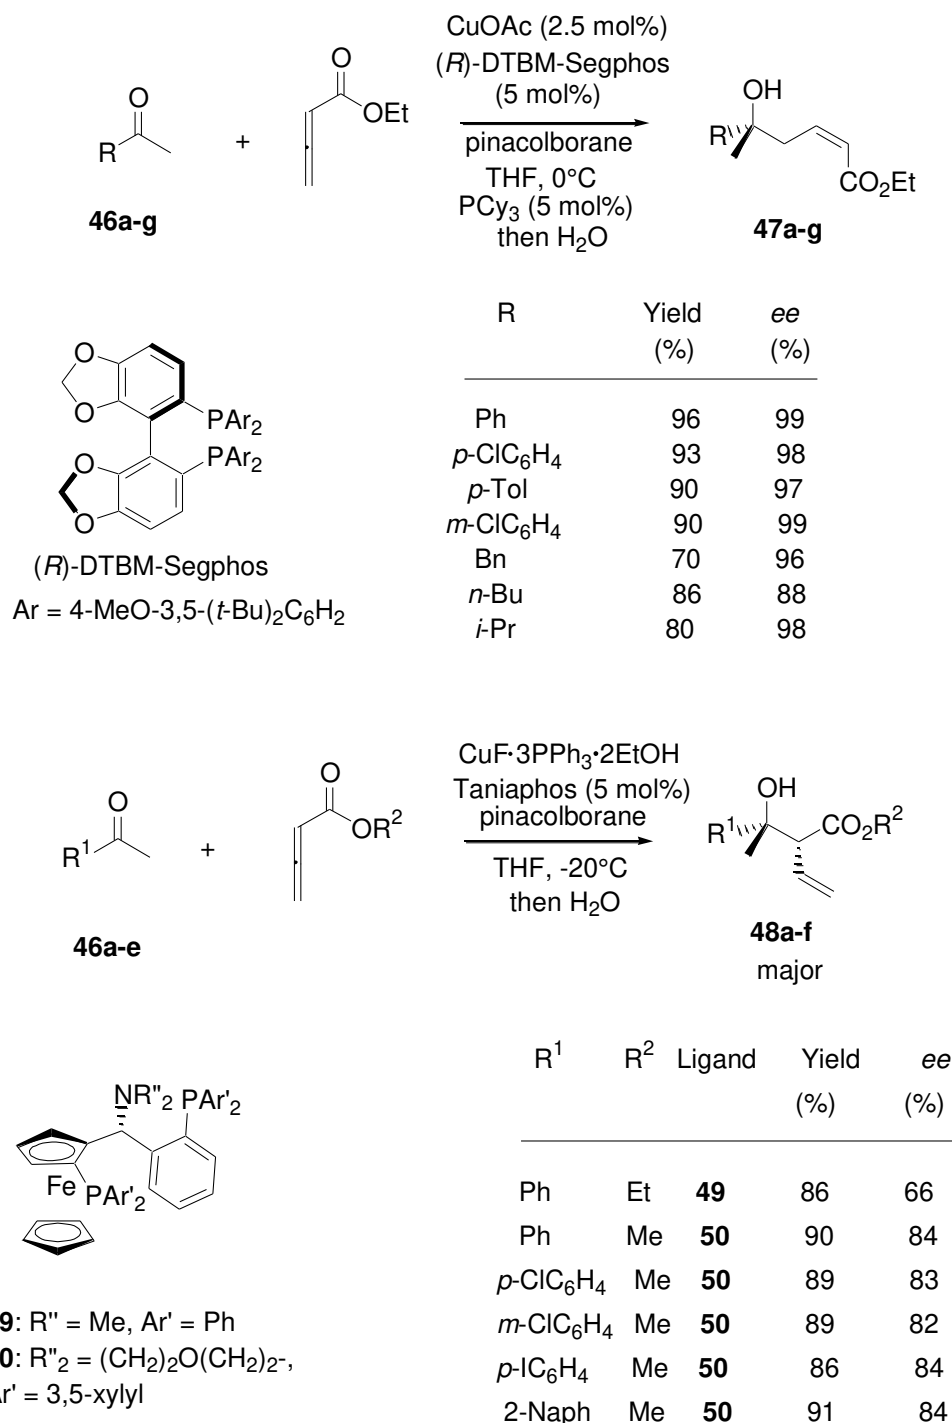 CuOAc (2.5 mol%)
(R)-DTBM-Segphos
(5 mol%)
O
R
+
O
OEt
pinacolborane
THF, 0°C
PCy3 (5 mol%)
then H2O
OH
R
CO2Et
46a-g
47a-g
R Yield ee
(%) (%)
Ph 96 99
p-ClC6H4 93 98
p-Tol 90 97
m-ClC6H4 90 99
Bn 70 96
n-Bu 86 88
i-Pr 80 98
O
O
PAr2
O
PAr2
O
(R)-DTBM-Segphos
Ar = 4-MeO-3,5-(t-Bu)2C6H2
CuF·3PPh3·2EtOH
Taniaphos (5 mol%)
pinacolborane
O
R1
+
O
OR2
THF, -20°C
then H2O
OH
R1
CO2R2
46a-e
48a-f
major
R1 R2 Ligand Yield ee
(%) (%)
Ph Et 49 86 66
Ph Me 50 90 84
p-ClC6H4 Me 50 89 83
m-ClC6H4 Me 50 89 82
p-IC6H4 Me 50 86 84
2-Naph Me 50 91 84
NR"2 PAr'2
Fe PAr'2
9: R" = Me, Ar' = Ph
0: R"2 = (CH2)2O(CH2)2-,
r' = 3,5-xylyl